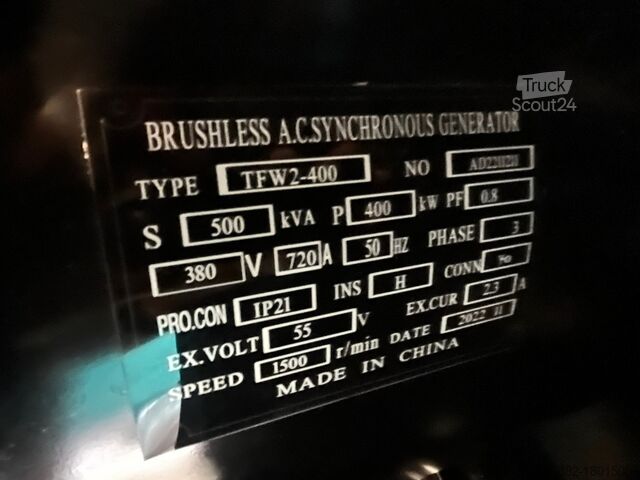 Truck
Scout24
BRUSHLESS A.C.SYNCHRONOUS GENERATOR
TYPE TFW2-400 NO
S 500 kVA P 400 kW PF 0.8
380 V 720 A 50 HZ PHASE 3
PRO.CON IP21 INS H CONN
EX.VOLT 55 V EX.CUR 2.3 A
SPEED 1500 r/min DATE 2022 11
MADE IN CHINA